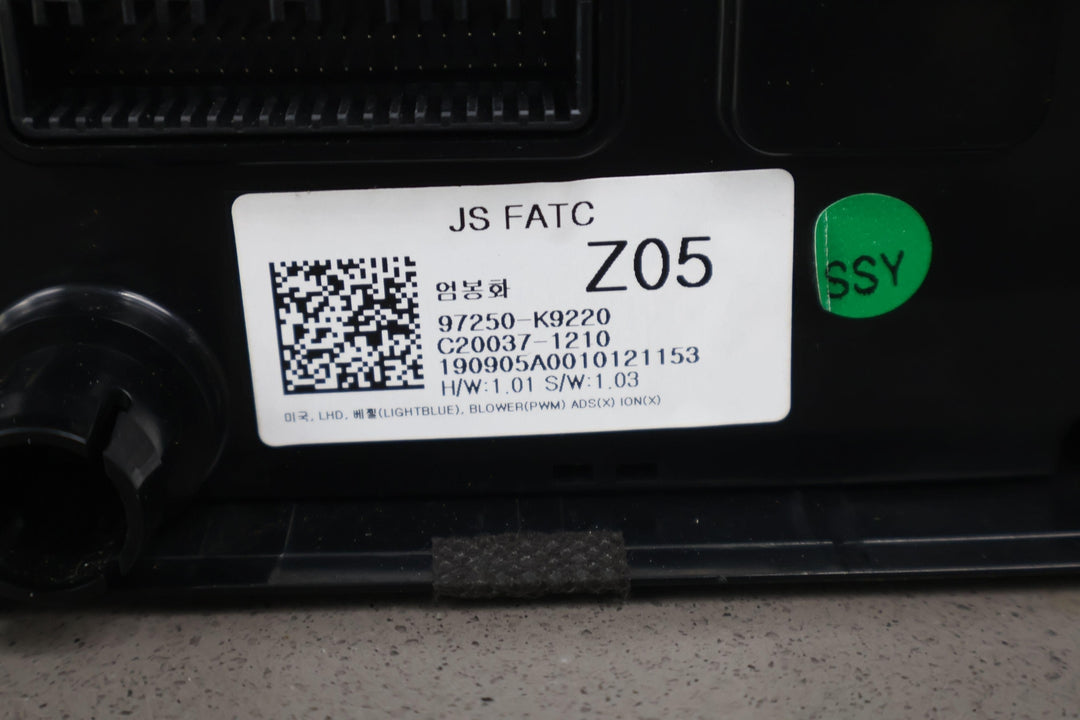 JS FATC
Z05
엄봉화
97250-K9220
C20037-1210
190905A0010121153
H/W:1.01 S/W:1.03
미국, LHD, 베젤(LIGHTBLUE), BLOWER(PWM) ADS(X) ION(X)
SSY